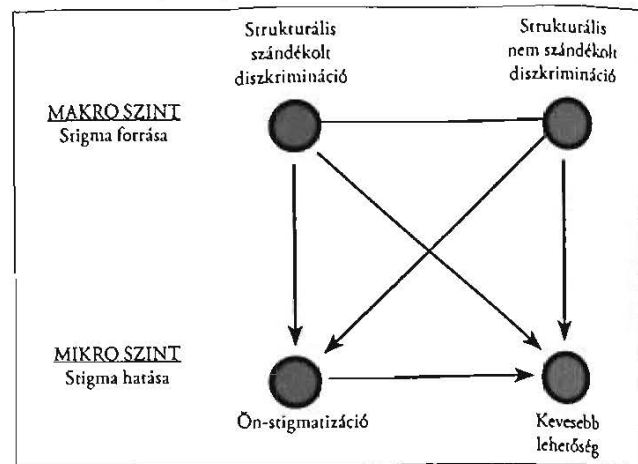 Strukturális
szándékolt
diszkrimináció
Strukturális
nem szándékolt
diszkrimináció
MAKRO SZINT
Stigma forrása
MIKRO SZINT
Stigma hatása
Ön-stigmatizáció
Kevesebb
lehetőség